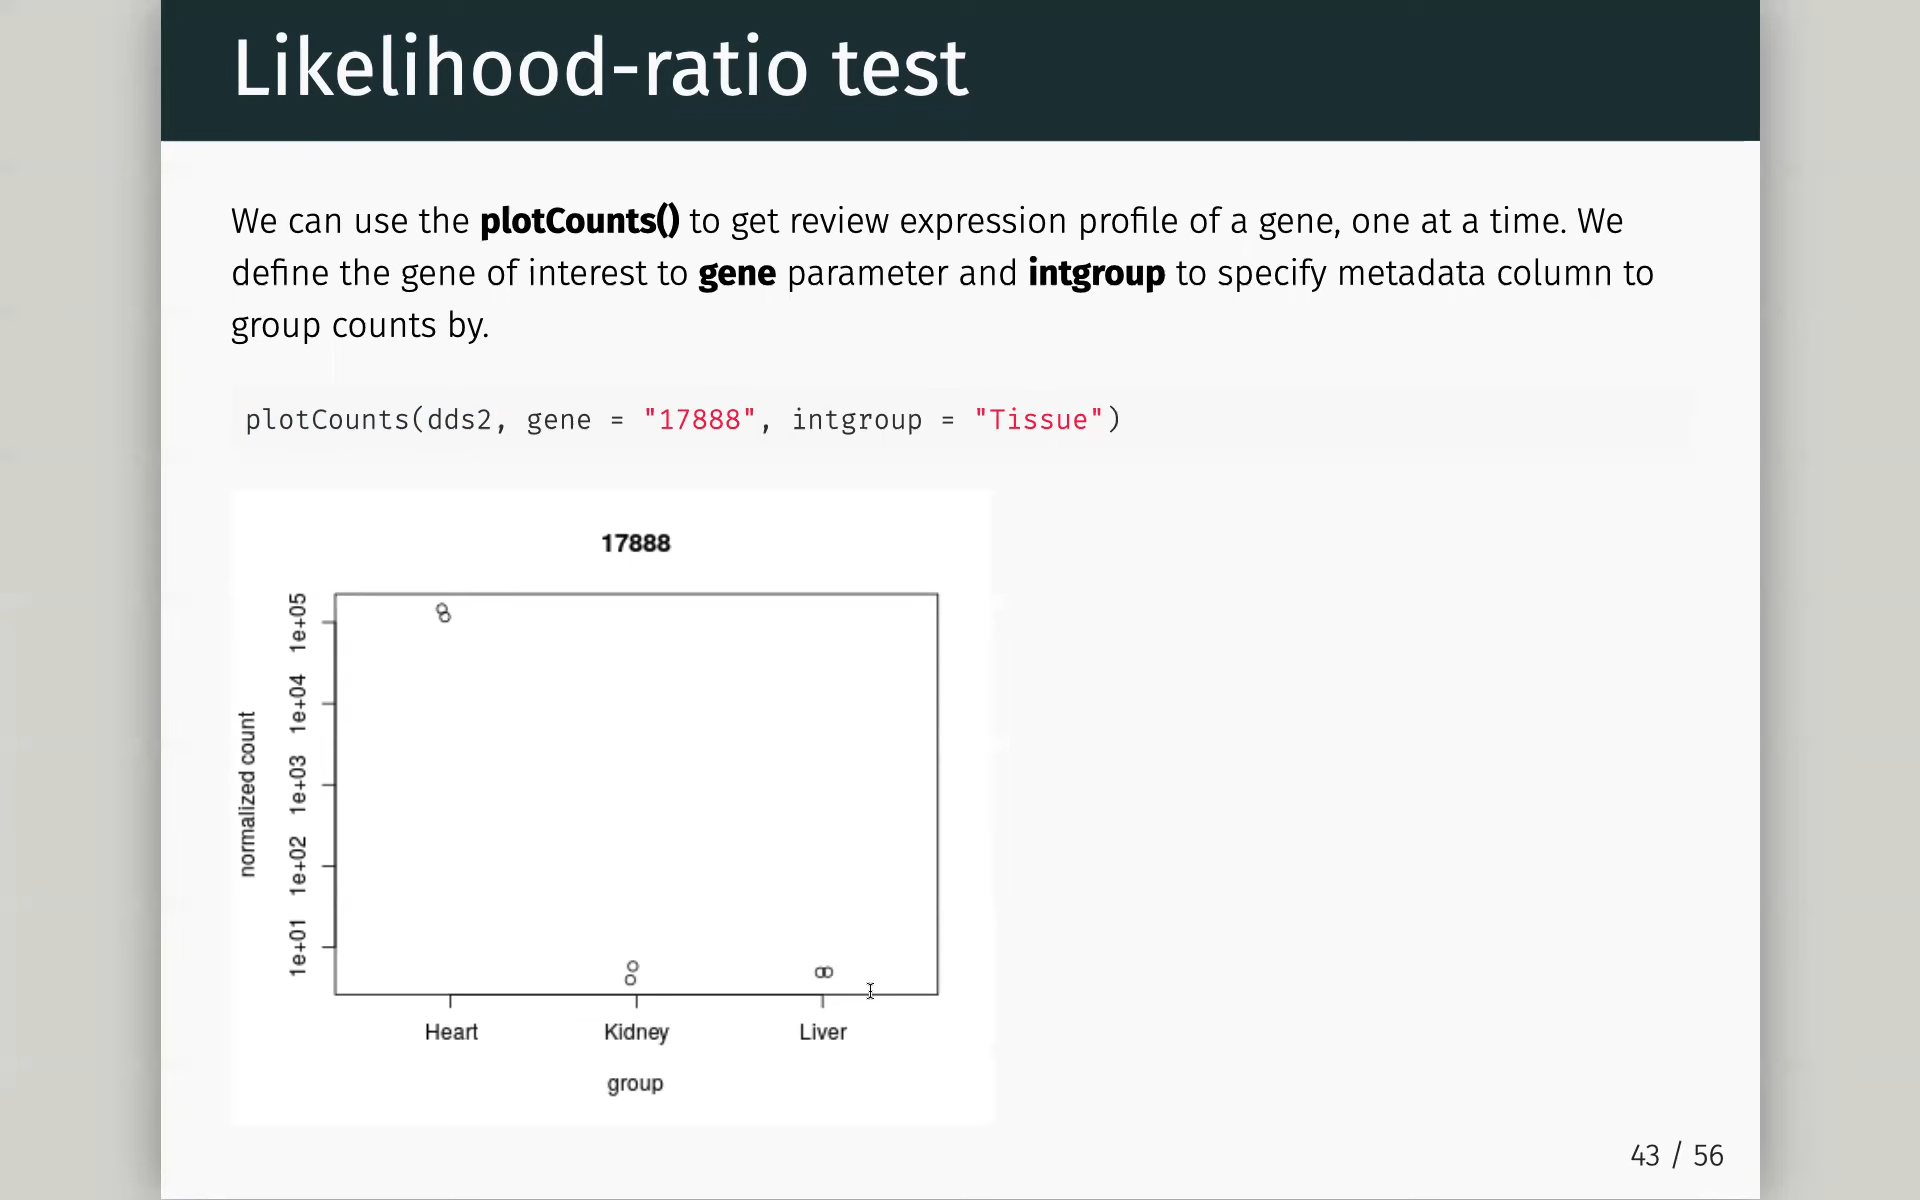 Likelihood-ratio test
We can use the plotCounts() to get review expression profile of a gene, one at a time. We
define the gene of interest to gene parameter and intgroup to specify metadata column to
group counts by.
plotCounts(dds2, gene = "17888", intgroup = "Tissue")
17888
normalized count
1e+05
1e+04
1e+03
1e+02
1e+01
Heart Kidney Liver
group
43 / 56